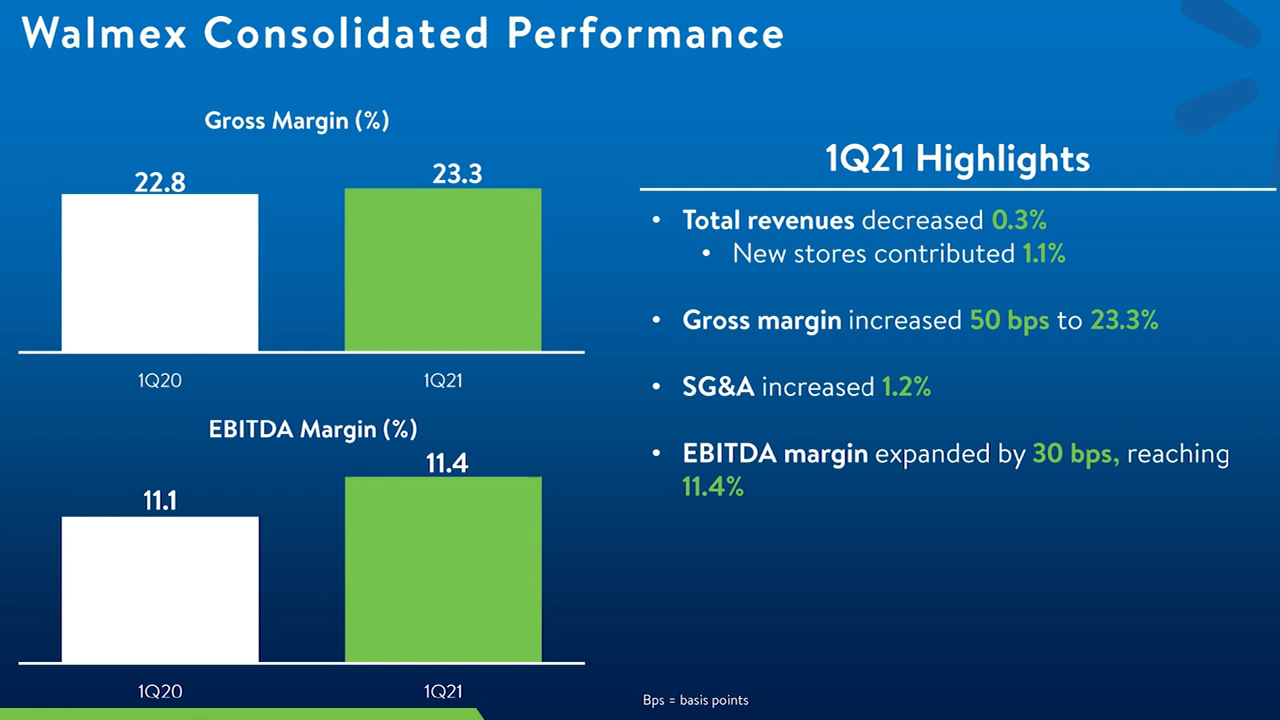 Walmex Consolidated Performance
Gross Margin (%)
22.8
23.3
1Q20
1Q21
EBITDA Margin (%)
11.1
11.4
1Q20
1Q21
1Q21 Highlights
• Total revenues decreased 0.3%
• New stores contributed 1.1%
• Gross margin increased 50 bps to 23.3%
• SG&A increased 1.2%
• EBITDA margin expanded by 30 bps, reaching
11.4%
Bps = basis points